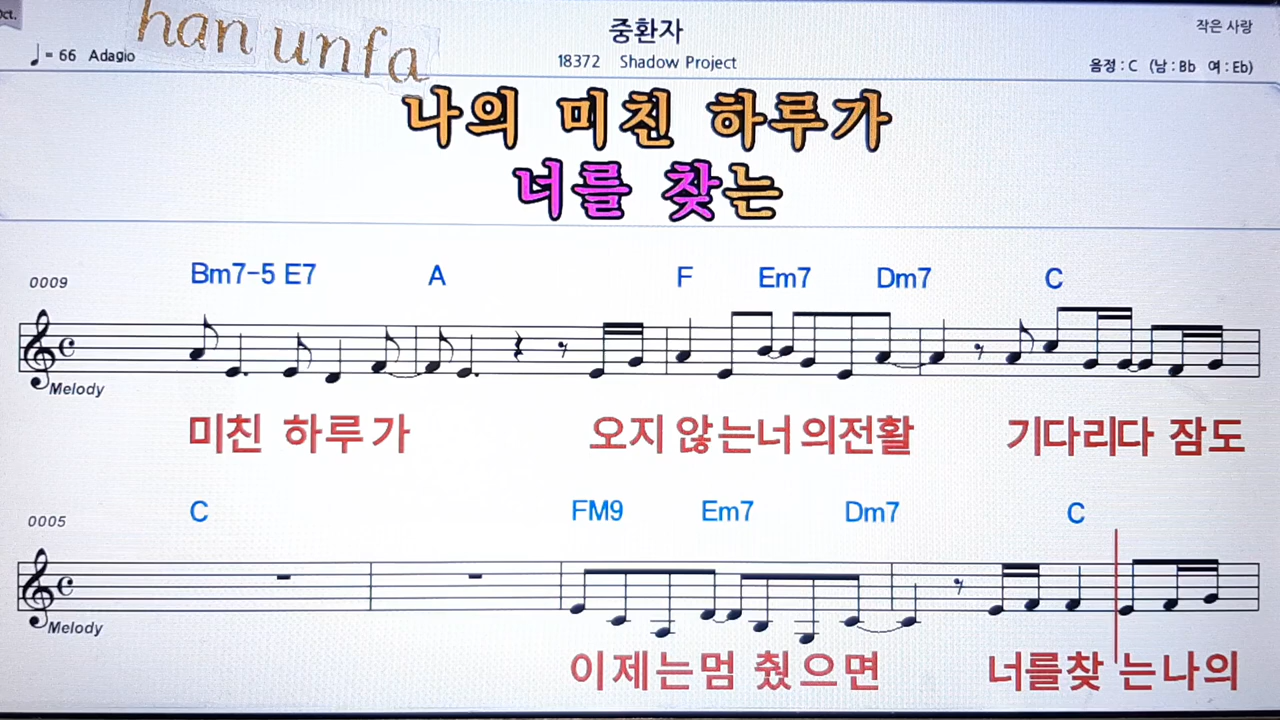 Oct.
han unfa
중환자
작은 사랑
♩= 66 Adagio
18372 Shadow Project
음정 : C (남 : Bb 여 : Eb)
나의 미친 하루가
너를 찾는
0009
Bm7-5 E7 A F Em7 Dm7 C
Melody
미친 하루가 오지 않는너 의전활 기다리다 잠도
0005
C FM9 Em7 Dm7 C
Melody
이제는멈 췄으면 너를찾 는나의